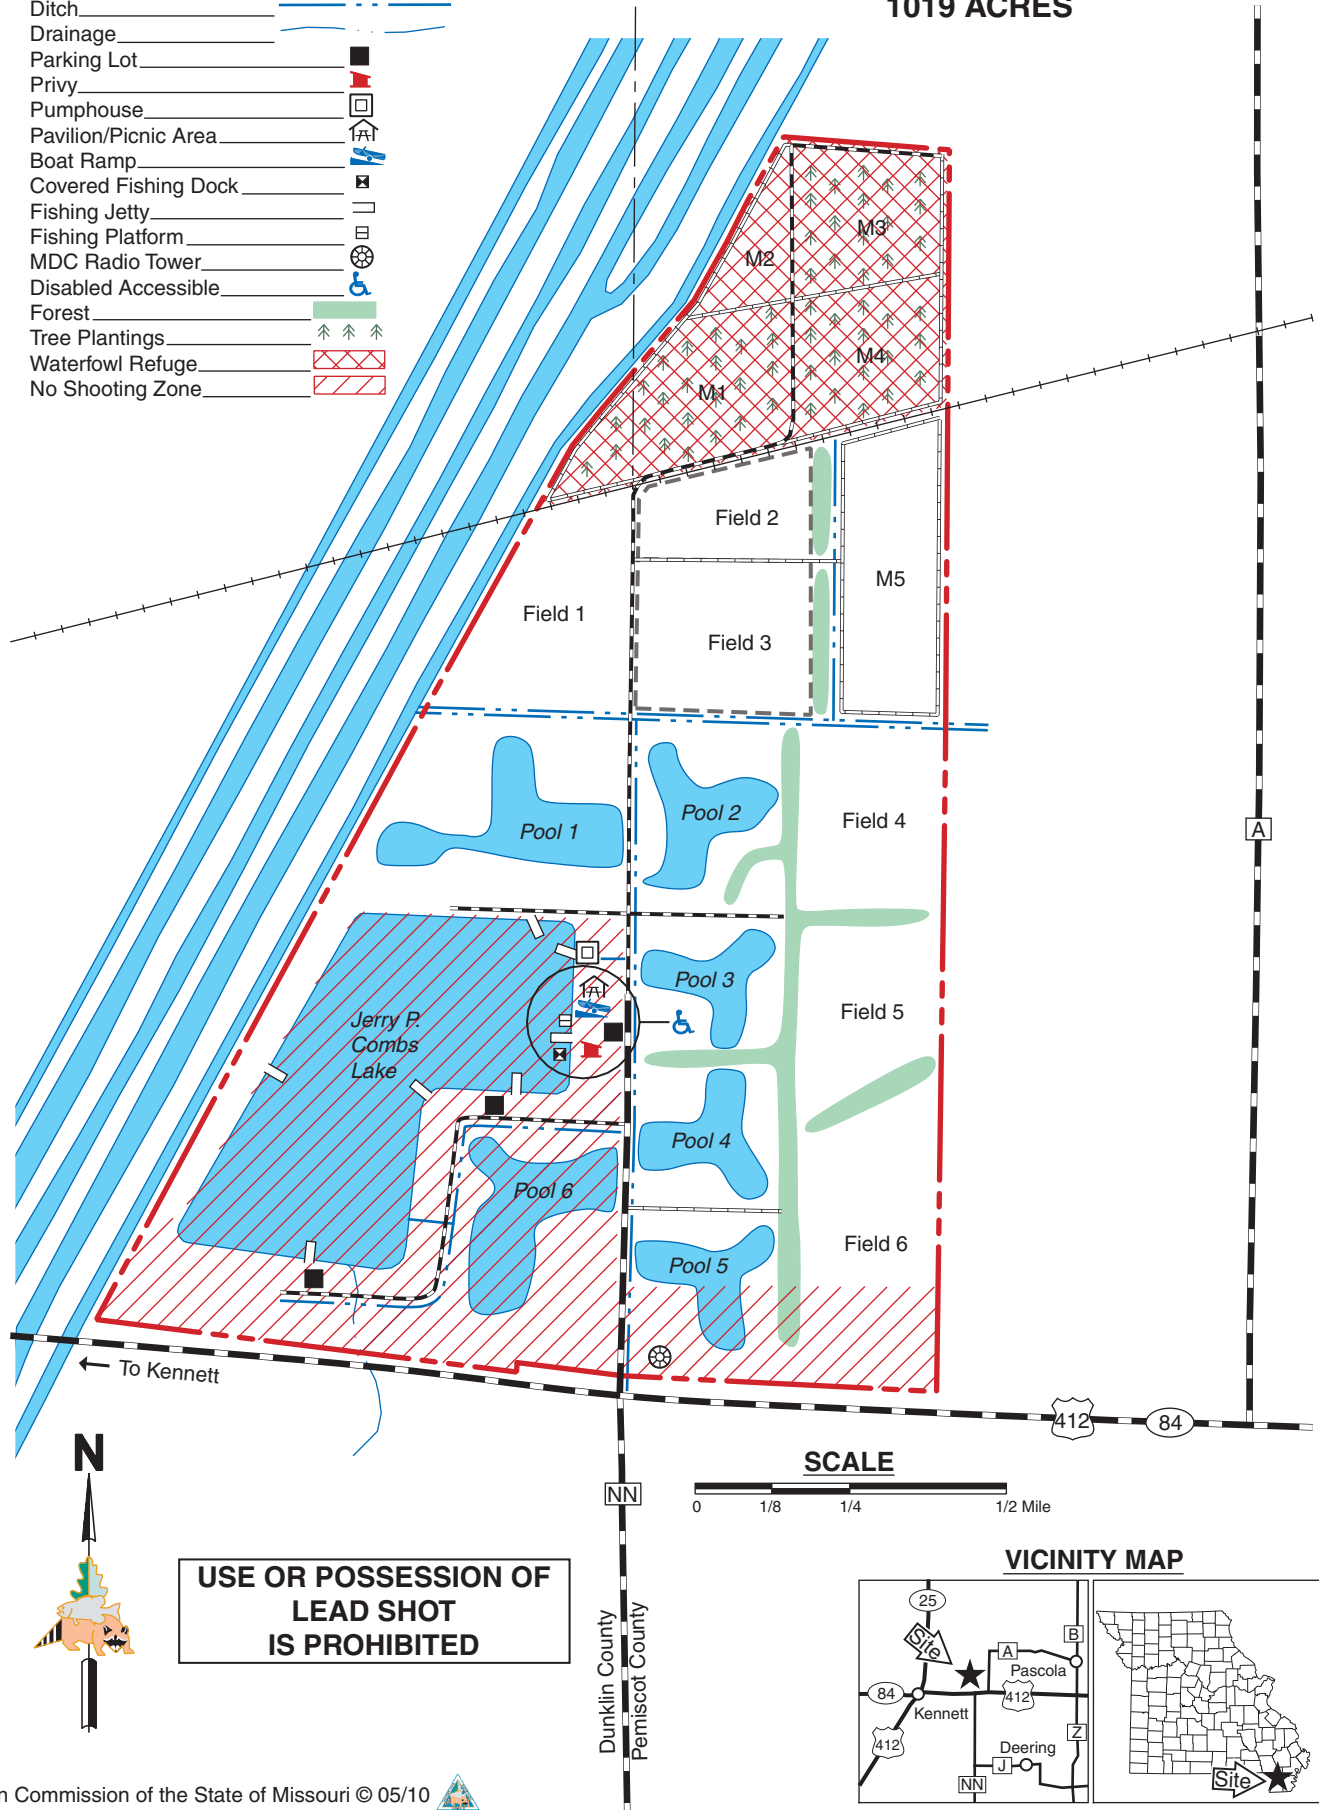 1019 ACRES
Ditch
Drainage
Parking Lot
Privy
Pumphouse
Pavilion/Picnic Area
Boat Ramp
Covered Fishing Dock
Fishing Jetty
Fishing Platform
MDC Radio Tower
Disabled Accessible
Forest
Tree Plantings
Waterfowl Refuge
No Shooting Zone
M3
M2
M4
M1
Field 2
M5
Field 1
Field 3
Pool 2
Field 4
Pool 1
A
Pool 3
Field 5
Jerry P.
Combs
Lake
Pool 4
Pool 6
Field 6
Pool 5
To Kennett
412
84
N
SCALE
NN
0 1/8 1/4 1/2 Mile
USE OR POSSESSION OF
LEAD SHOT
IS PROHIBITED
Dunklin County
Pemiscot County
VICINITY MAP
25
Site
B
A
Pascola
84
412
Kennett
412
Z
Deering
J
NN
Site
n Commission of the State of Missouri © 05/10